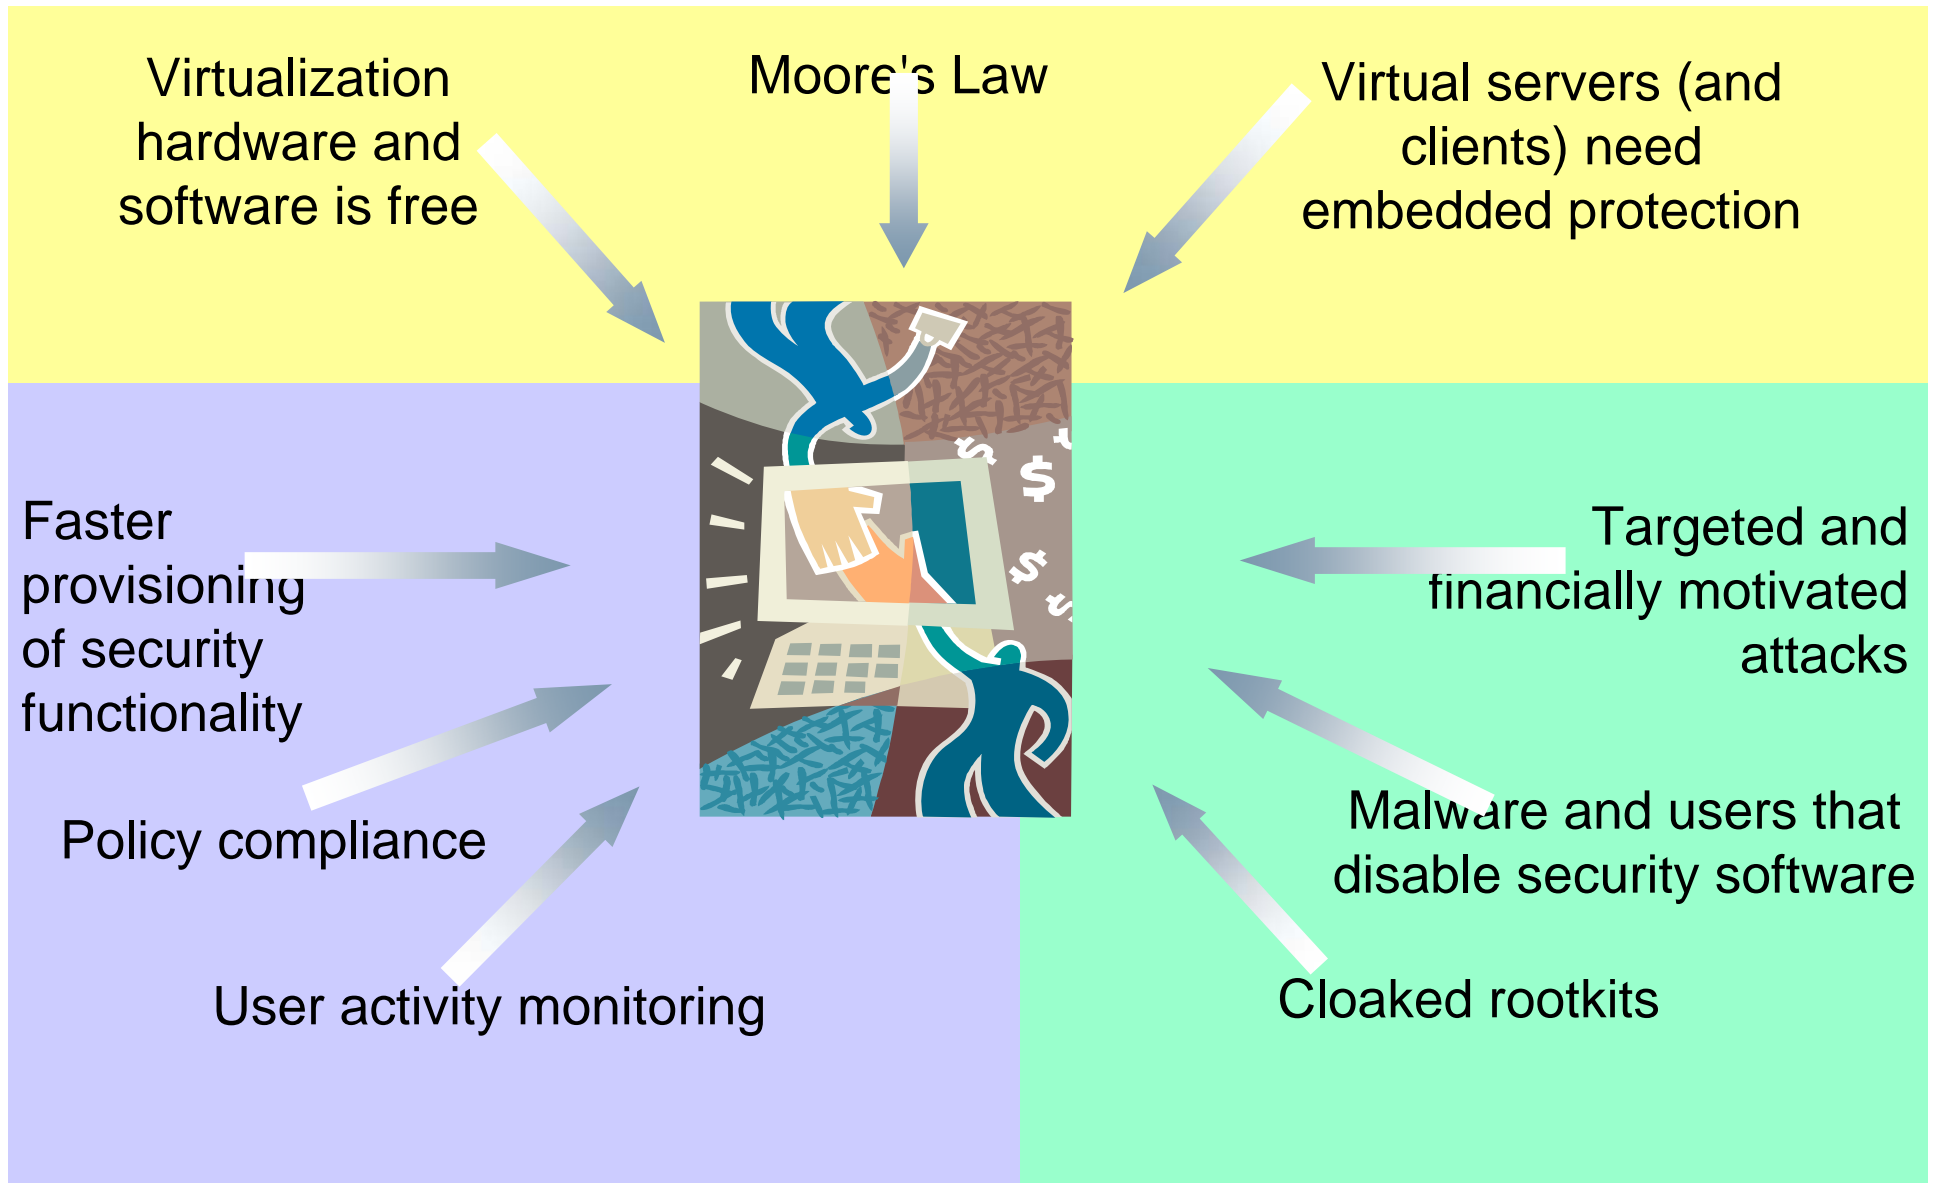 Virtualization
hardware and
software is free
Moore's Law
Virtual servers (and
clients) need
embedded protection
Faster
provisioning
of security
functionality
Policy compliance
User activity monitoring
Targeted and
financially motivated
attacks
Malware and users that
disable security software
Cloaked rootkits
$
$
$
$
$